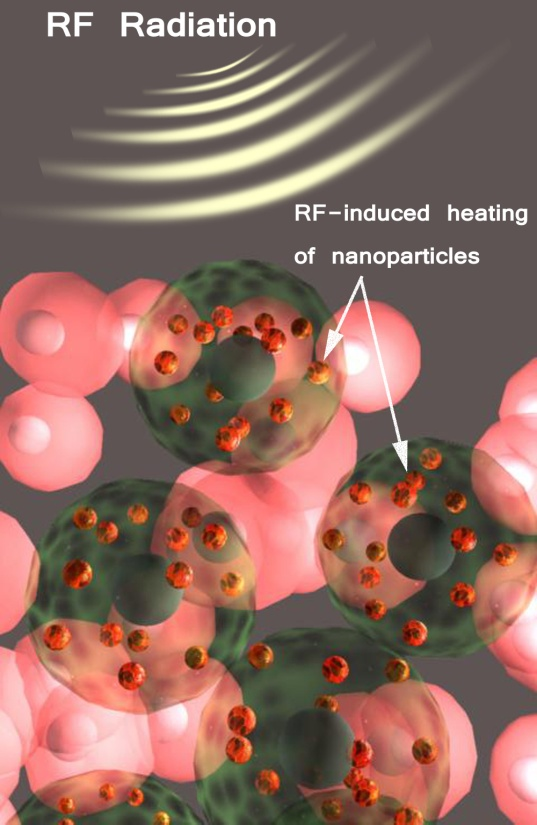 RF Radiation
RF-induced heating
of nanoparticles